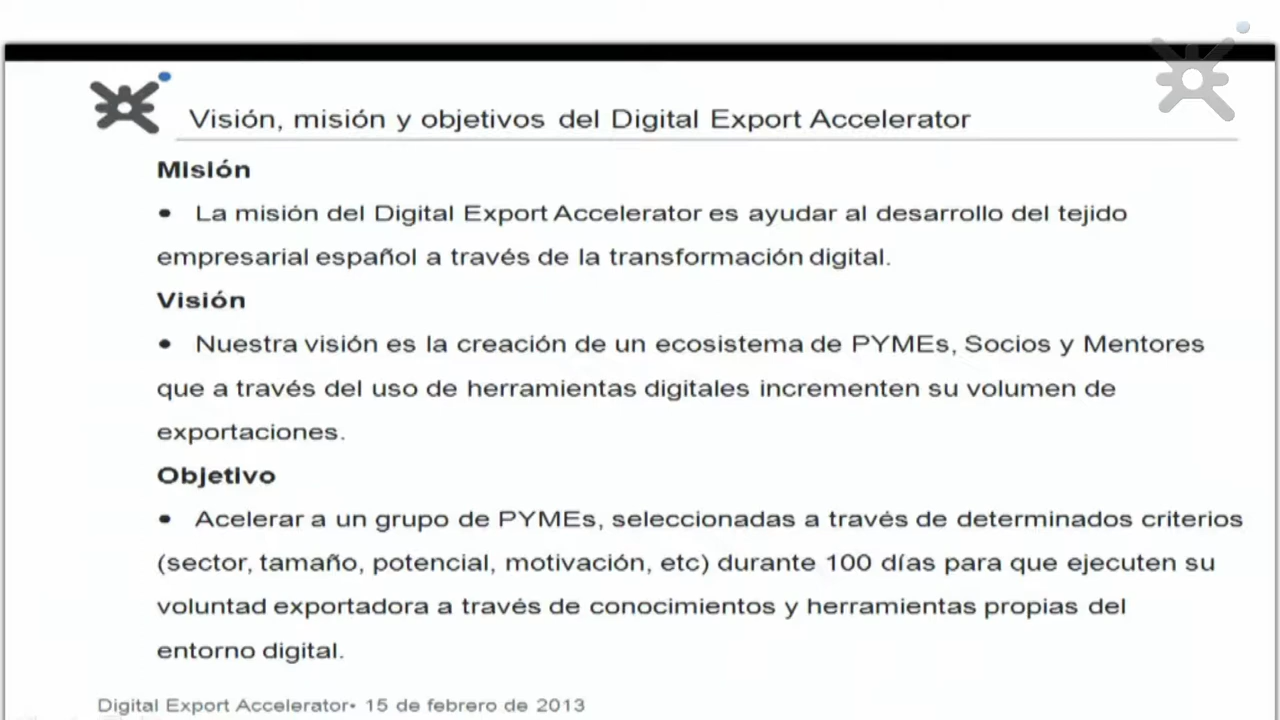 Visión, misión y objetivos del Digital Export Accelerator
Misión
• La misión del Digital Export Accelerator es ayudar al desarrollo del tejido
empresarial español a través de la transformación digital.
Visión
• Nuestra visión es la creación de un ecosistema de PYMEs, Socios y Mentores
que a través del uso de herramientas digitales incrementen su volumen de
exportaciones.
Objetivo
• Acelerar a un grupo de PYMEs, seleccionadas a través de determinados criterios
(sector, tamaño, potencial, motivación, etc) durante 100 días para que ejecuten su
voluntad exportadora a través de conocimientos y herramientas propias del
entorno digital.
Digital Export Accelerator• 15 de febrero de 2013